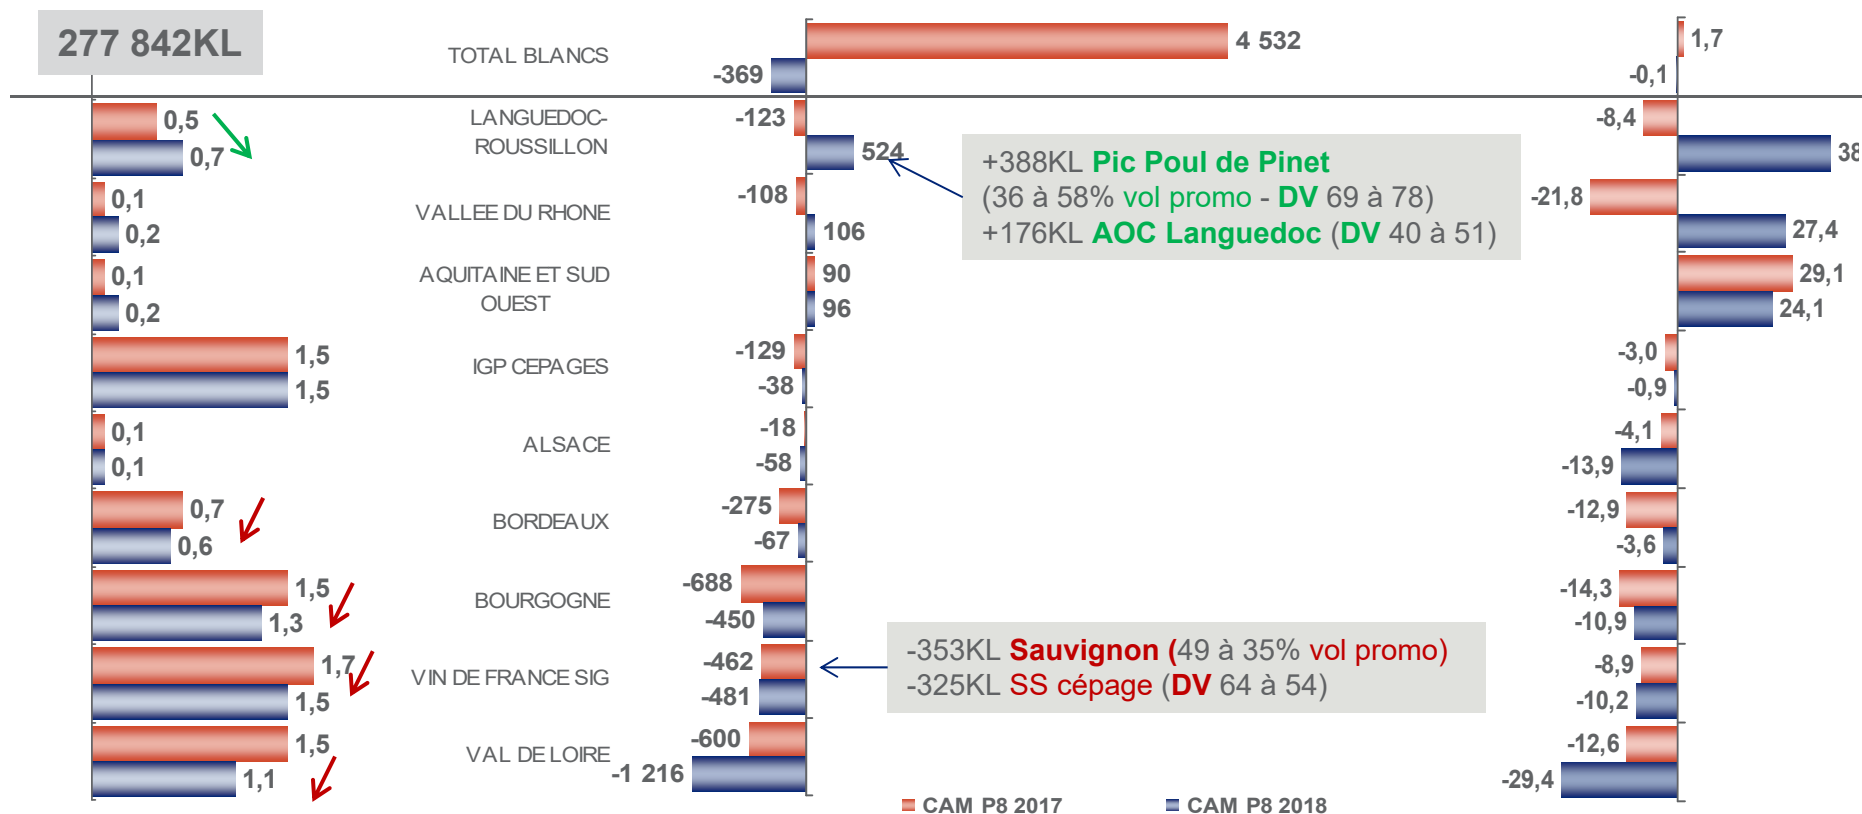 277 842KL
TOTAL BLANCS
4 532
-369
1,7
-0,1
0,5
0,7
LANGUEDOC-
ROUSSILLON
-123
524
-8,4
38
+388KL Pic Poul de Pinet
(36 à 58% vol promo - DV 69 à 78)
+176KL AOC Languedoc (DV 40 à 51)
0,1
0,2
VALLEE DU RHONE
-108
106
-21,8
27,4
0,1
0,2
AQUITAINE ET SUD
OUEST
90
96
29,1
24,1
1,5
1,5
IGP CEPAGES
-129
-38
-3,0
-0,9
0,1
0,1
ALSACE
-18
-58
-4,1
-13,9
0,7
0,6
BORDEAUX
-275
-67
-12,9
-3,6
1,5
1,3
BOURGOGNE
-688
-450
-14,3
-10,9
1,7
1,5
VIN DE FRANCE SIG
-462
-481
-353KL Sauvignon (49 à 35% vol promo)
-325KL SS cépage (DV 64 à 54)
-8,9
-10,2
1,5
1,1
VAL DE LOIRE
-600
-1 216
-12,6
-29,4
CAM P8 2017
CAM P8 2018